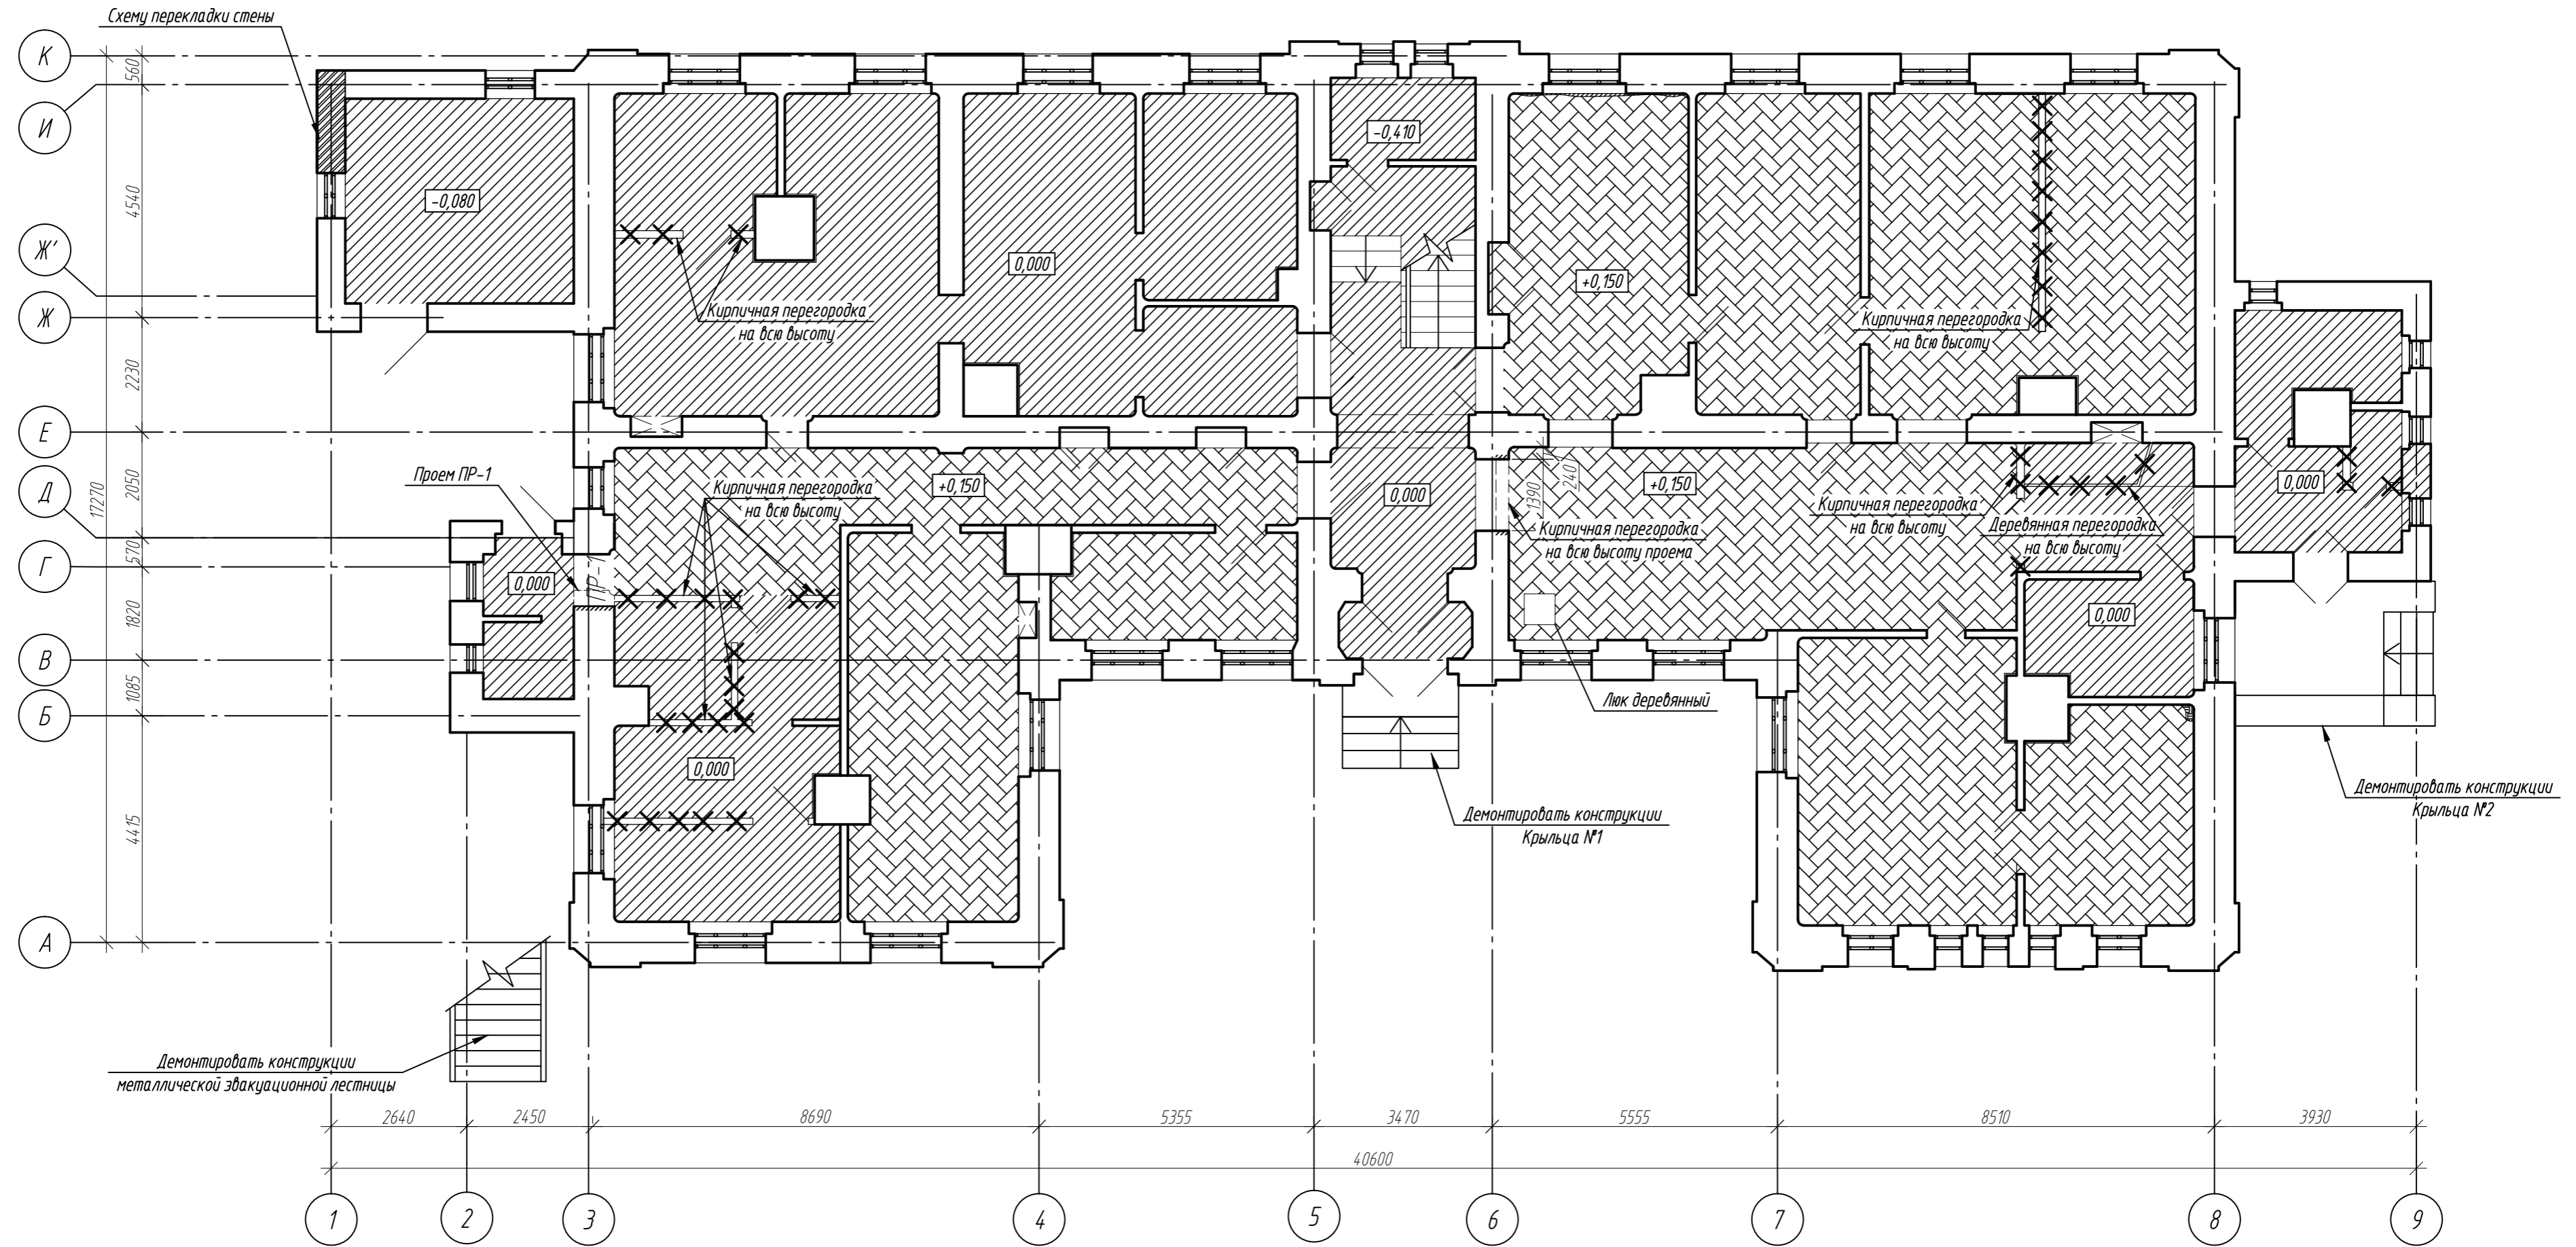 Схему перекладки стены
К
560
И
-0,410
-0,080
4540
Ж'
0,000
+0,150
Ж
Кирпичная перегородка
на всю высоту
Кирпичная перегородка
на всю высоту
2230
Е
Проем ПР-1
Д
2050
17270
Кирпичная перегородка
на всю высоту
+0,150
0,000
1390
240
+0,150
Кирпичная перегородка
на всю высоту проема
Кирпичная перегородка
на всю высоту
Деревянная перегородка
на всю высоту
0,000
570
Г
0,000
ПР-1
1820
0,000
В
1085
Б
Люк деревянный
0,000
4415
Демонтировать конструкции
Крыльца №1
Демонтировать конструкции
Крыльца №2
А
Демонтировать конструкции
металлической эвакуационной лестницы
2640
2450
8690
5355
3470
5555
8510
3930
40600
1
2
3
4
5
6
7
8
9